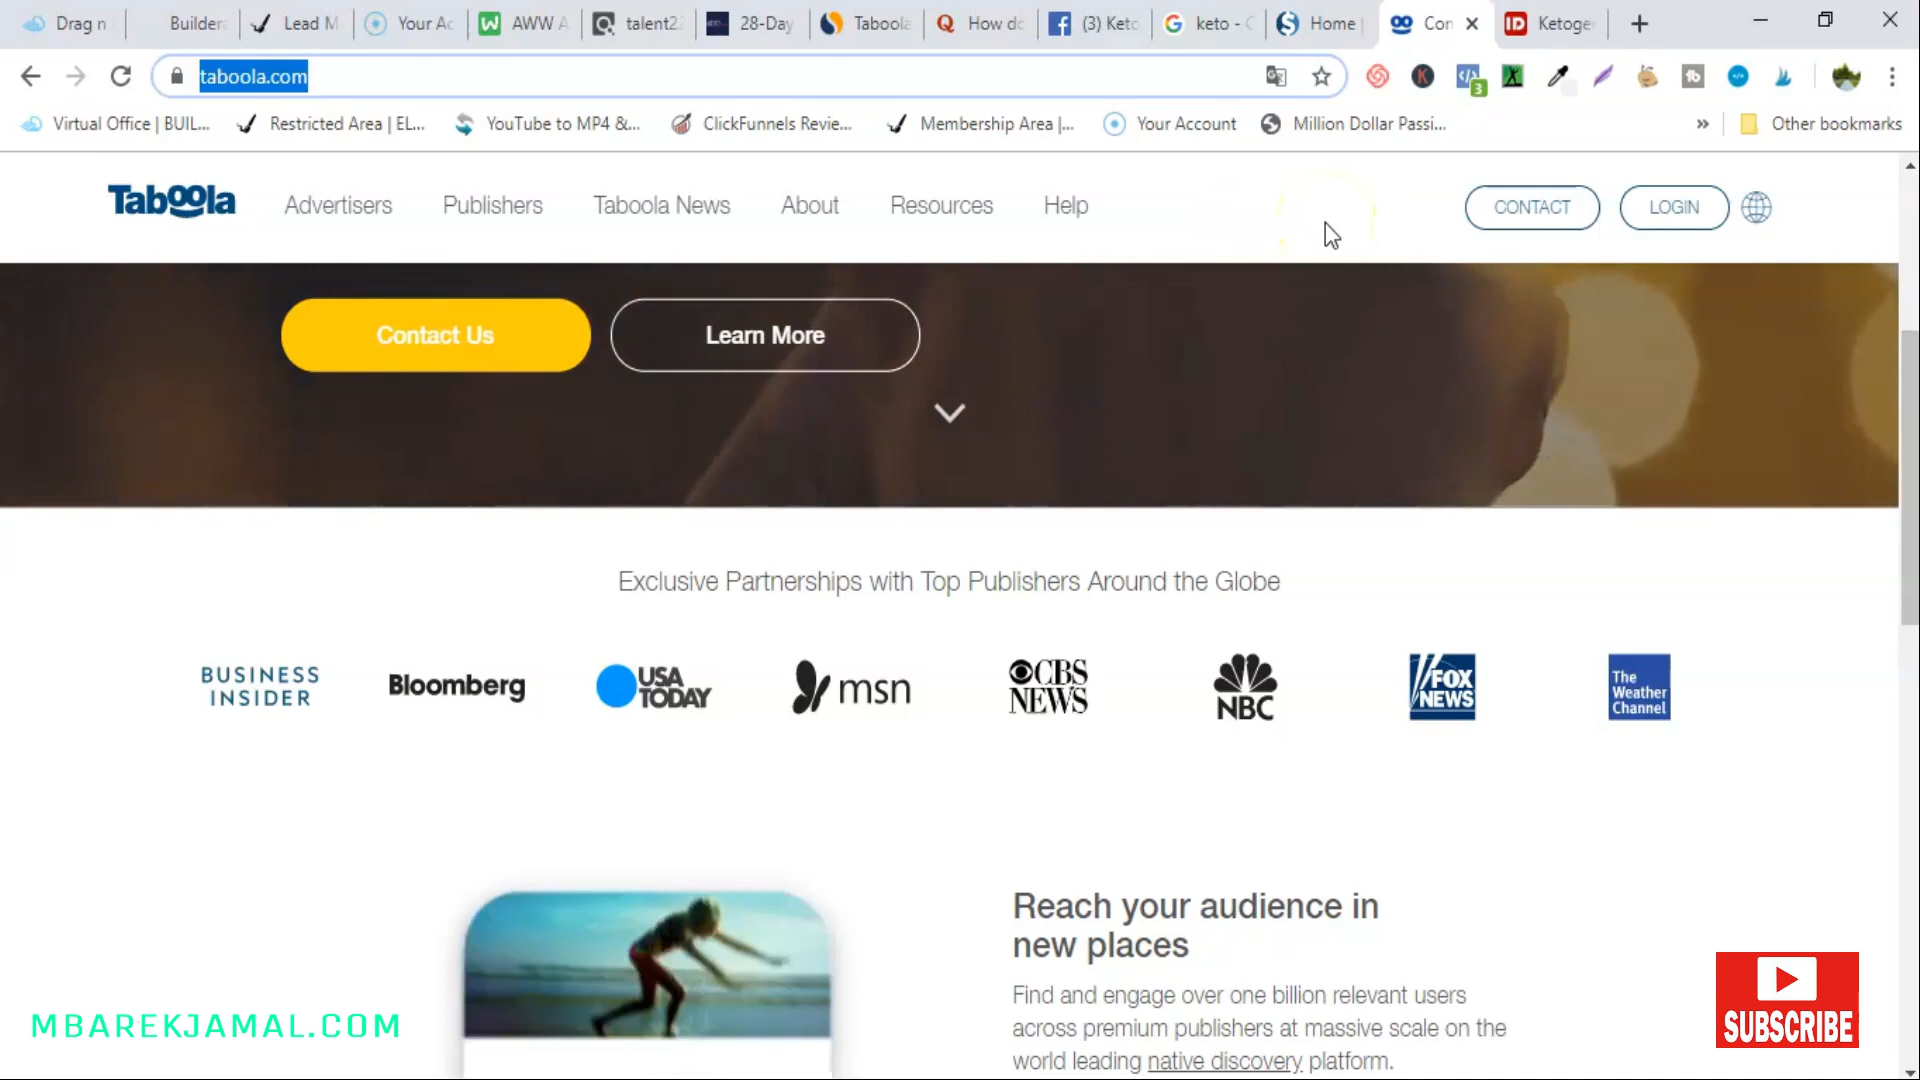 Drag n
Builder
Lead M
Your Ac
AWW A
talent2
28-Day
Taboola
How do
(3) Keto
keto - G
Home |
Con
Ketoge
taboola.com
3
Virtual Office | BUIL...
Restricted Area | EL...
YouTube to MP4 &...
ClickFunnels Revie...
Membership Area |...
Your Account
Million Dollar Passi...
»
Other bookmarks
Taboola
Advertisers
Publishers
Taboola News
About
Resources
Help
CONTACT
LOGIN
Contact Us
Learn More
Exclusive Partnerships with Top Publishers Around the Globe
BUSINESS
INSIDER
Bloomberg
USA
TODAY
msn
CBS
NEWS
NBC
FOX
NEWS
The
Weather
Channel
Reach your audience in
new places
Find and engage over one billion relevant users
across premium publishers at massive scale on the
world leading native discovery platform.
MBAREKJAMAL.COM
SUBSCRIBE